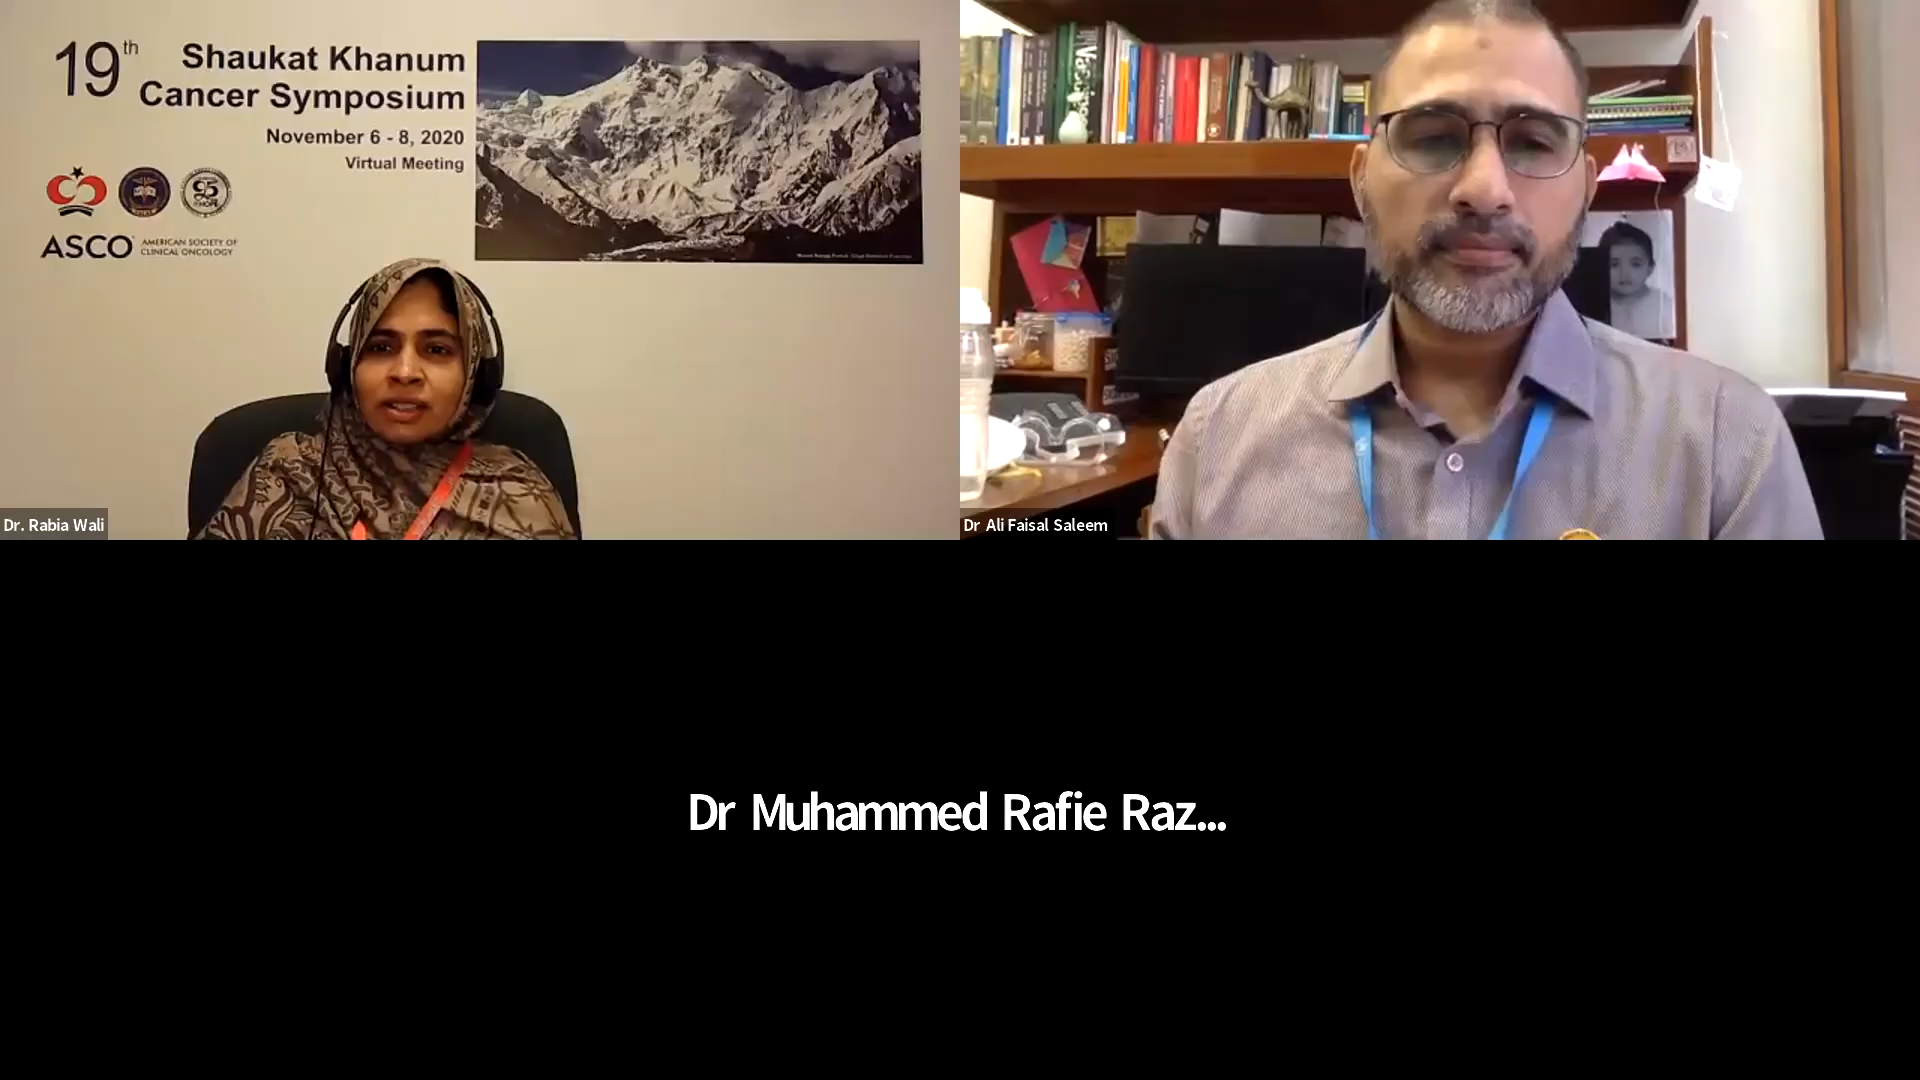 19th
Shaukat Khanum
Cancer Symposium
November 6 - 8, 2020
Virtual Meeting
ASCO
AMERICAN SOCIETY OF
CLINICAL ONCOLOGY
Dr. Rabia Wali
Dr Ali Faisal Saleem
Dr Muhammed Rafie Raz...